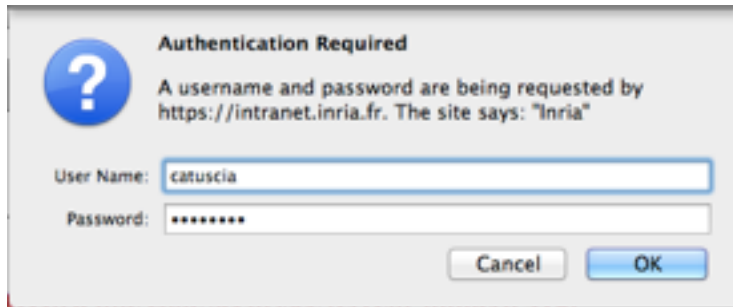 Authentication Required
A username and password are being requested by
https://intranet.inria.fr. The site says: "Inria"
User Name: catuscia
Password: ••••••••
Cancel OK